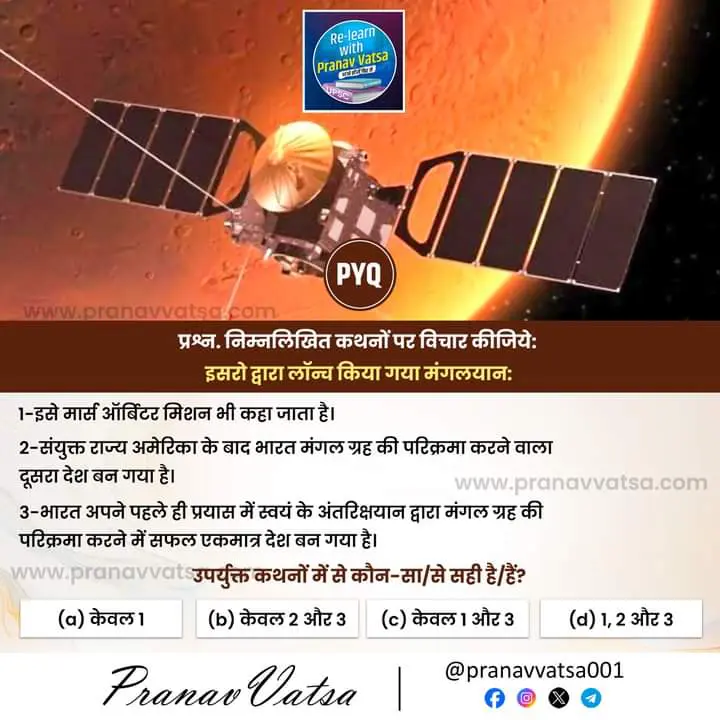 Re-learn
with
Pranav Vatsa
UPSC
PYQ
www.pranavvatsa.com
प्रश्न. निम्नलिखित कथनों पर विचार कीजिये:
इसरो द्वारा लॉन्च किया गया मंगलयान:
1-इसे मार्स ऑर्बिटर मिशन भी कहा जाता है।
2-संयुक्त राज्य अमेरिका के बाद भारत मंगल ग्रह की परिक्रमा करने वाला
दूसरा देश बन गया है।
www.pranavvatsa.com
3-भारत अपने पहले ही प्रयास में स्वयं के अंतरिक्षयान द्वारा मंगल ग्रह की
परिक्रमा करने में सफल एकमात्र देश बन गया है।
उपर्युक्त कथनों में से कौन-सा/से सही है/हैं?
(a) केवल 1 (b) केवल 2 और 3 (c) केवल 1 और 3 (d) 1, 2 और 3
Pranav Vatsa
@pranavvatsa001